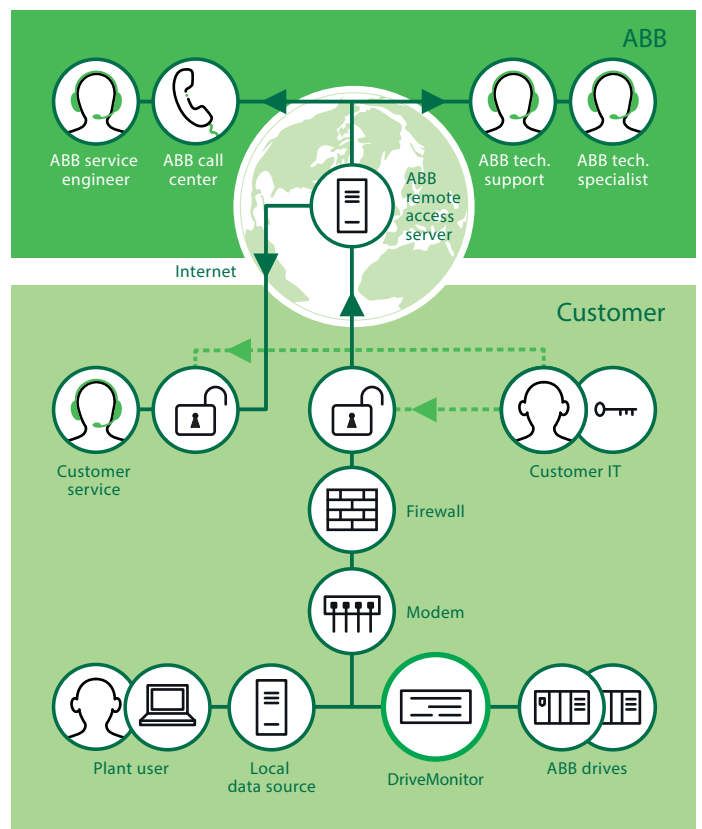 ABB
ABB service
engineer
ABB call
center
ABB tech.
support
ABB tech.
specialist
ABB
remote
access
server
Internet
Customer
Customer
service
Customer IT
Firewall
Modem
Plant user
Local
data source
DriveMonitor
ABB drives